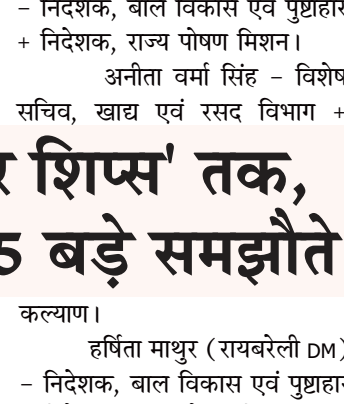 – निदेशक, बाल विकास एवं पुष्टाहार
+ निदेशक, राज्य पोषण मिशन।
अनीता वर्मा सिंह – विशेष
सचिव, खाद्य एवं रसद विभाग +
शिप्स' तक,
5 बड़े समझौते
कल्याण।
हर्षिता माथुर (रायबरेली DM)
– निदेशक, बाल विकास एवं पुष्टाहार